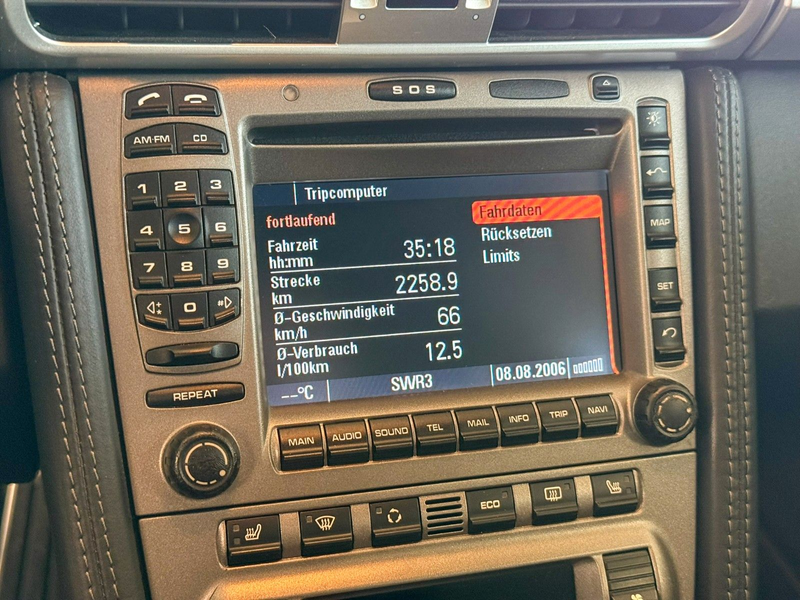 SOS
AM·FM CD
1 2 3
4 5 6
7 8 9
* 0 #
REPEAT
MAP
SET
Tripcomputer
fortlaufend
Fahrzeit
hh:mm 35:18
Strecke
km 2258.9
Ø-Geschwindigkeit
km/h 66
Ø-Verbrauch
l/100km 12.5
Fahrdaten
Rücksetzen
Limits
--°C SWR3 08.08.2006
MAIN AUDIO SOUND TEL MAIL INFO TRIP NAVI
ECO